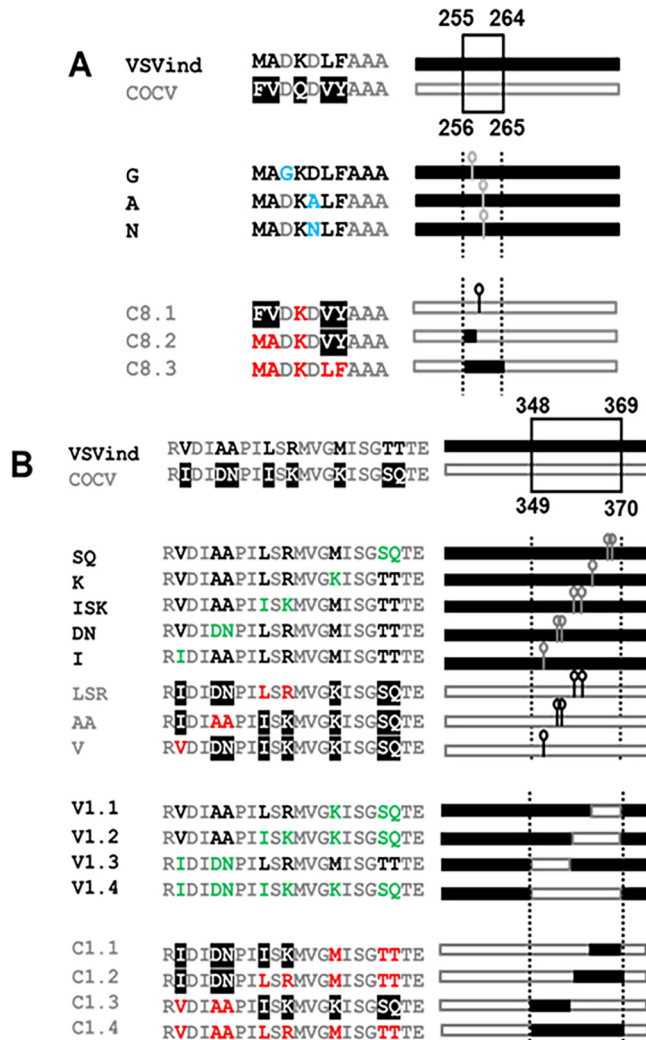 255 264
A VSVind MADKDLFAAA
COCV FVDQDVYAAA
256 265
G MAGKDLFAAA
A MADKALFAAA
N MADKNLFAAA
C8.1 FVDKDVYAAA
C8.2 MADKDVYAAA
C8.3 MADKDLFAAA
348 369
B VSVind RVDIAAPILSRMVGMISGTTTE
COCV RIDIDNPIISKMVGKISGSQTE
349 370
SQ RVDIAAPILSRMVGMISGSQTE
K RVDIAAPILSRMVGKISGTTTE
ISK RVDIAAPIISKMVGMISGTTTE
DN RVDIDNPILSRMVGMISGTTTE
I RIDIAAPILSRMVGMISGTTTE
LSR RIDIDNPILSRMVGKISGSQTE
AA RIDIAAPIISKMVGKISGSQTE
V RVDIDNPIISKMVGKISGSQTE
V1.1 RVDIAAPILSRMVGKISGSQTE
V1.2 RVDIAAPIISKMVGKISGSQTE
V1.3 RIDIDNPILSRMVGMISGTTTE
V1.4 RIDIDNPIISKMVGKISGSQTE
C1.1 RIDIDNPIISKMVGMISGTTTE
C1.2 RIDIDNPILSRMVGMISGTTTE
C1.3 RVDIAAPIISKMVGKISGSQTE
C1.4 RVDIAAPILSRMVGMISGTTTE